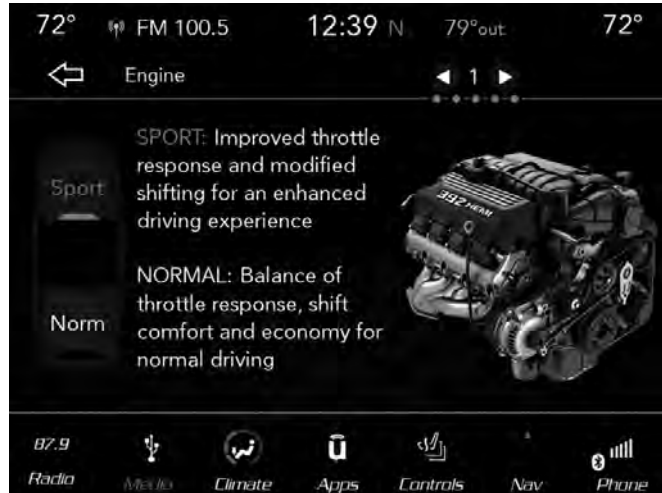 72° FM 100.5 12:39 N 79°out 72°
Engine 1
SPORT: Improved throttle
response and modified
shifting for an enhanced
driving experience
Sport
NORMAL: Balance of
throttle response, shift
comfort and economy for
normal driving
Norm
392 HEMI
87.9
Radio Media Climate Apps Controls Nav Phone